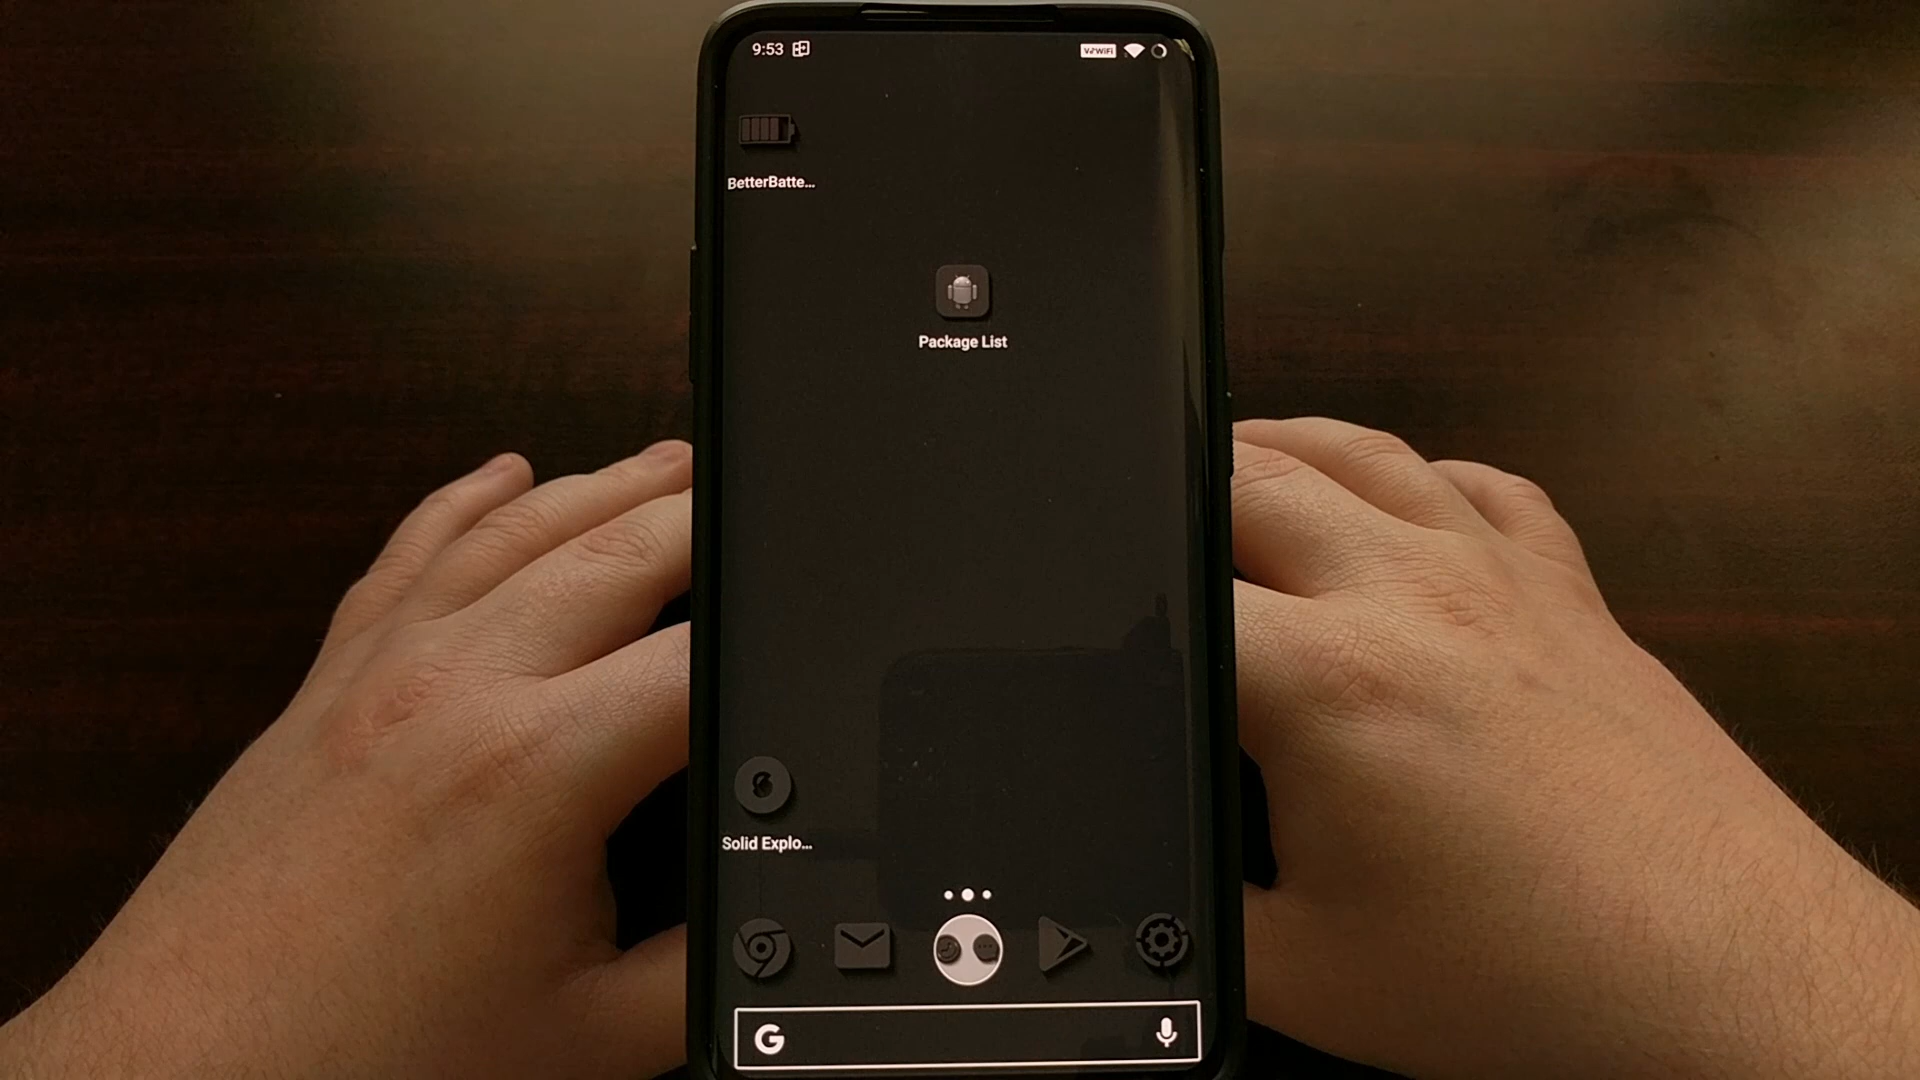 9:53
VoWiFi
BetterBatte...
Package List
Solid Explo...
G